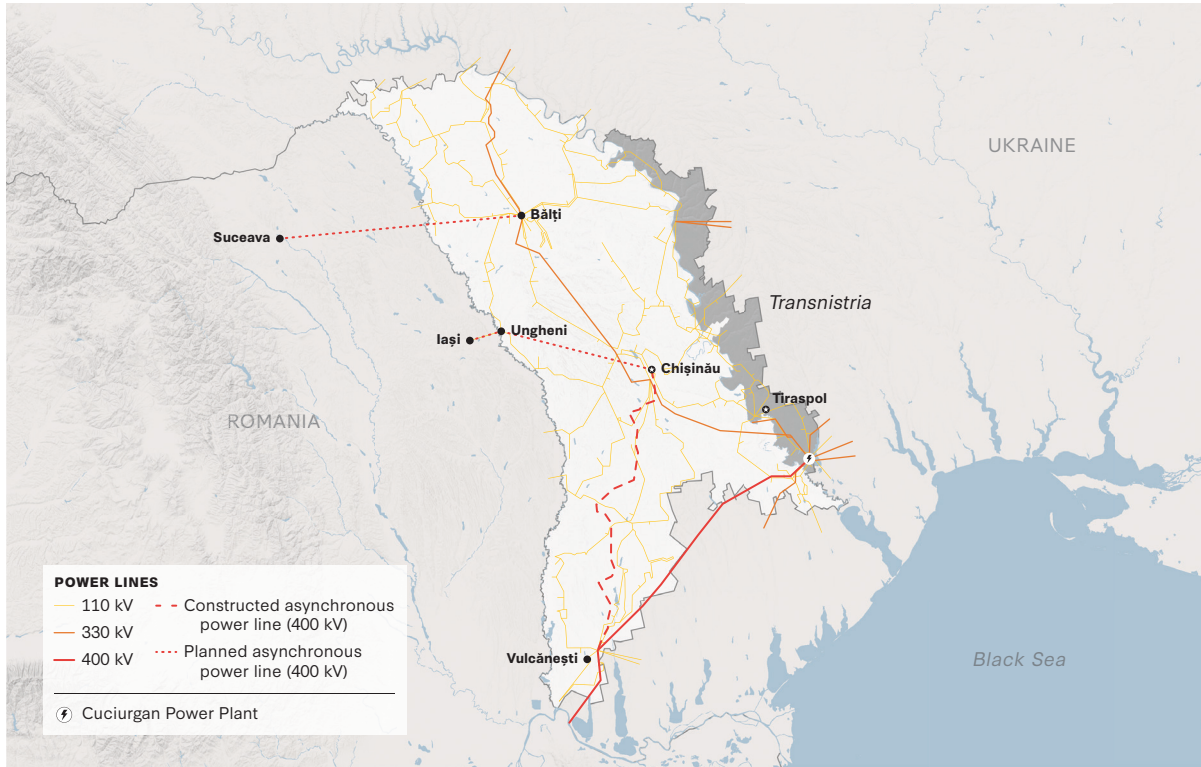 UKRAINE
Bălți
Suceava
Transnistria
Ungheni
Iași
Chișinău
Tiraspol
ROMANIA
POWER LINES
110 kV
330 kV
400 kV
Constructed asynchronous
power line (400 kV)
Planned asynchronous
power line (400 kV)
Cuciurgan Power Plant
Vulcănești
Black Sea